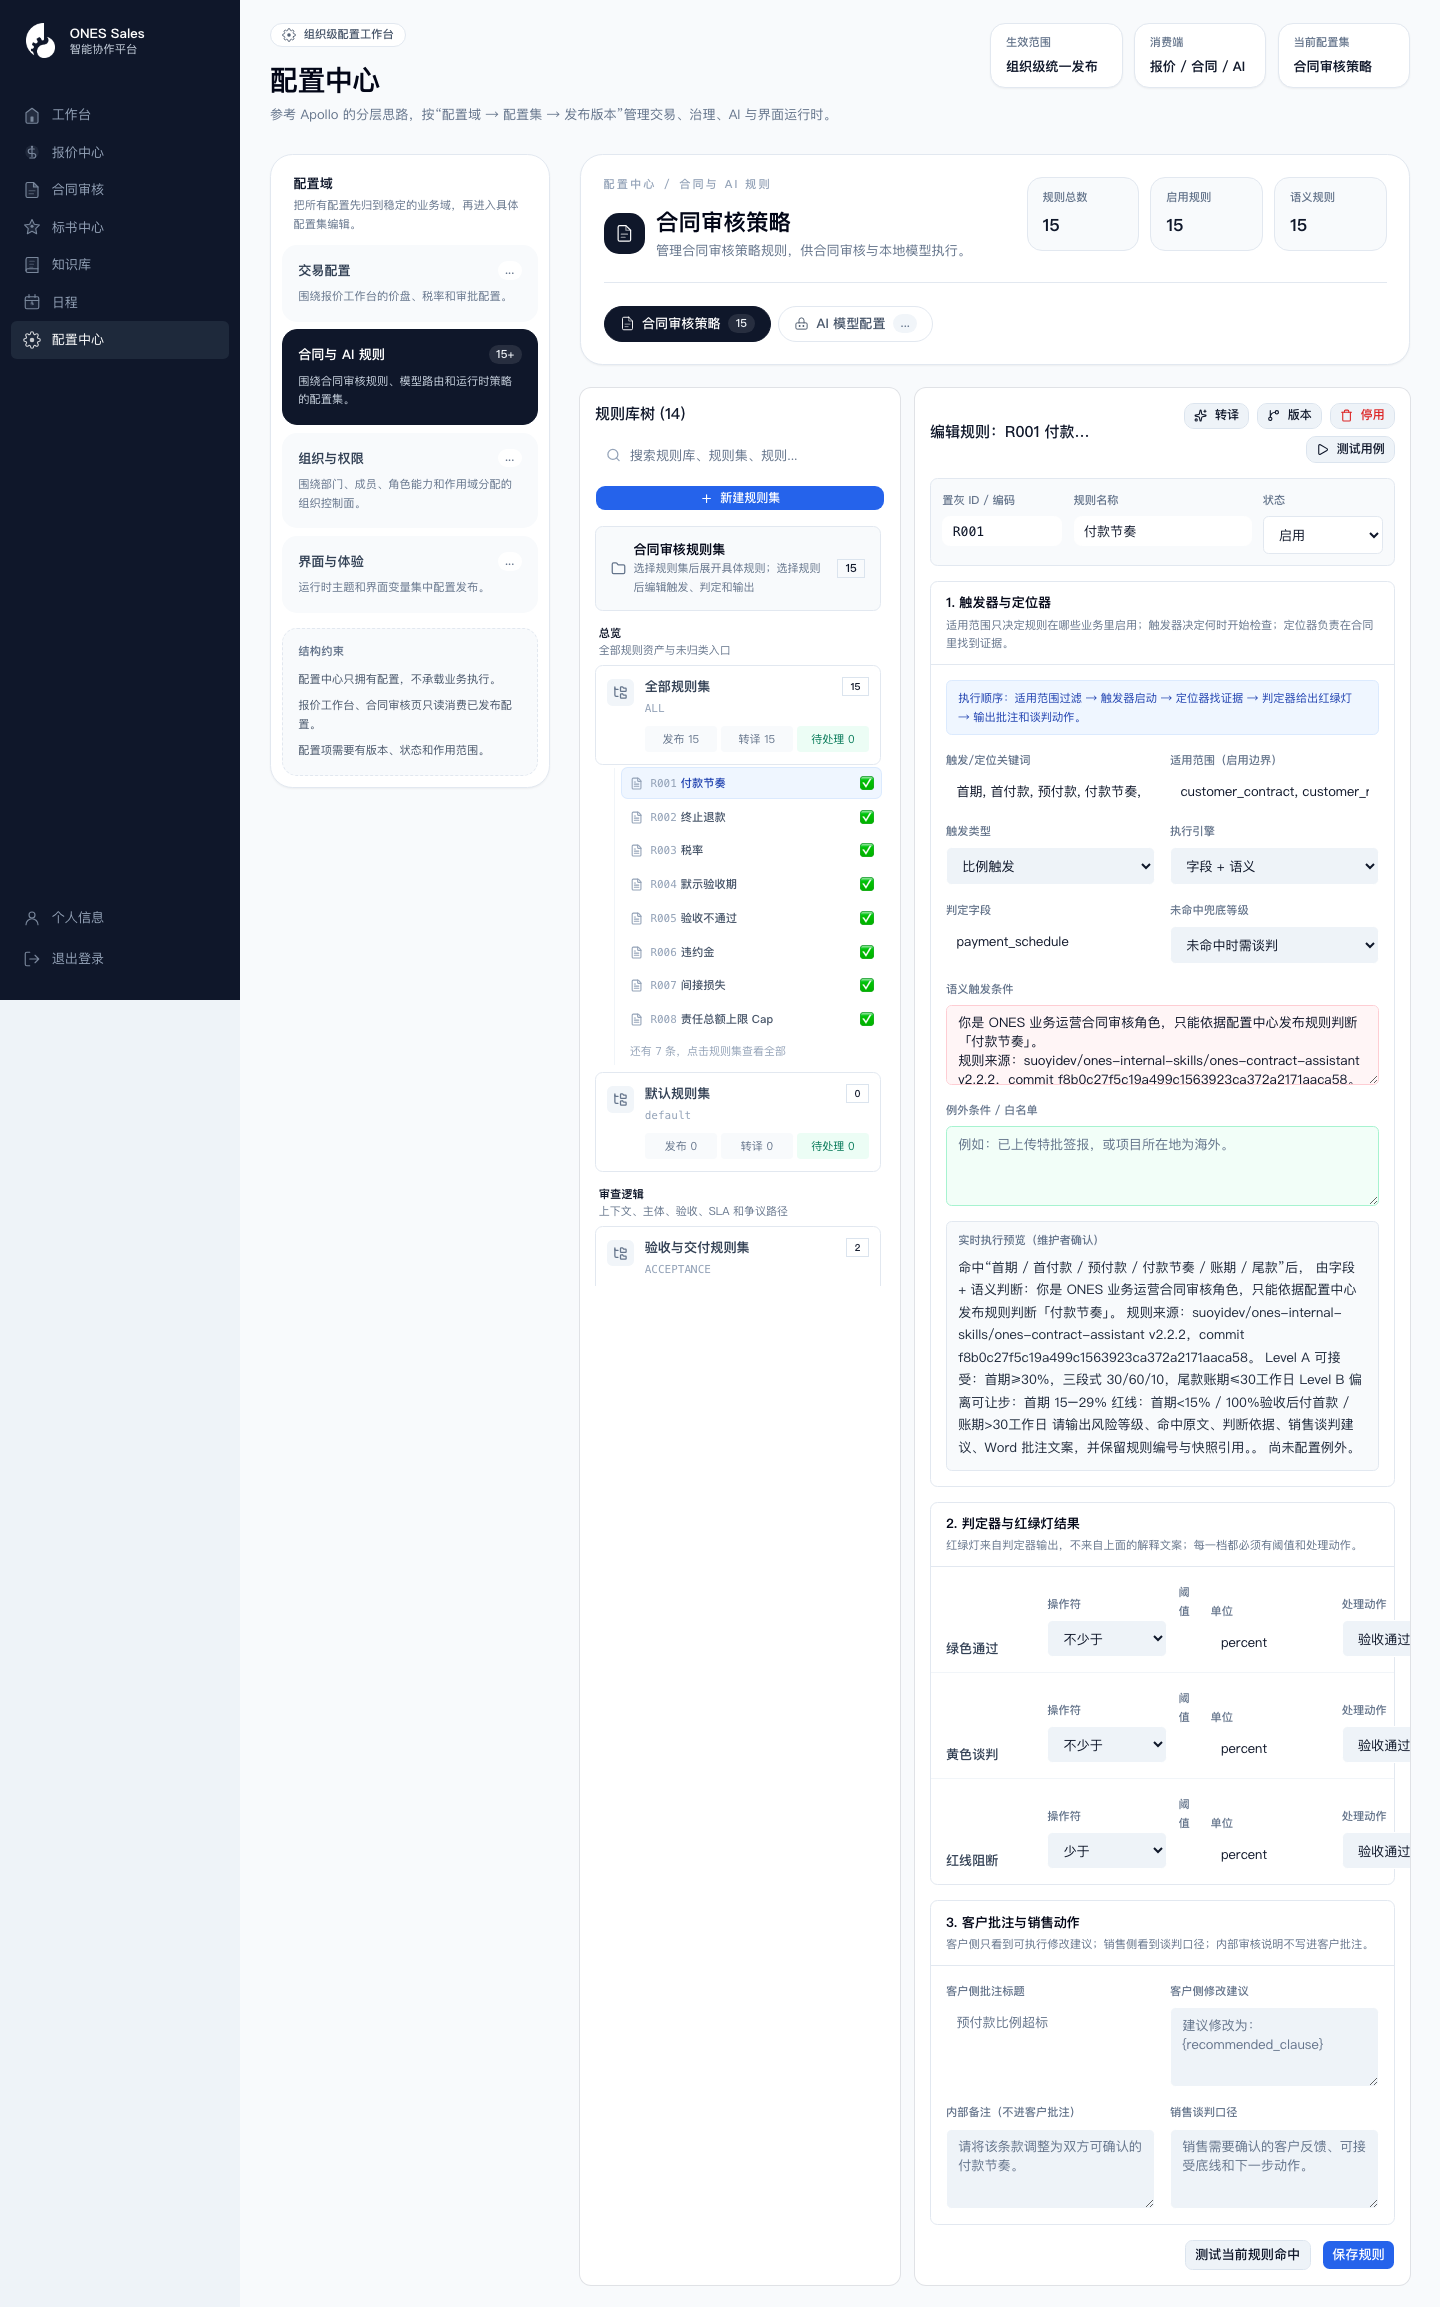 ONES Sales
智能协作平台
工作台
报价中心
合同审核
标书中心
知识库
日程
配置中心
个人信息
退出登录
组织级配置工作台
配置中心
参考 Apollo 的分层思路，按“配置域 → 配置集 → 发布版本”管理交易、治理、AI 与界面运行时。
生效范围
组织级统一发布
消费端
报价 / 合同 / AI
当前配置集
合同审核策略
配置域
把所有配置先归到稳定的业务域，再进入具体
配置集编辑。
交易配置
...
围绕报价工作台的价盘、税率和审批配置。
合同与 AI 规则
15+
围绕合同审核规则、模型路由和运行时策略
的配置集。
组织与权限
...
围绕部门、成员、角色能力和作用域分配的
组织控制面。
界面与体验
...
运行时主题和界面变量集中配置发布。
结构约束
配置中心只拥有配置，不承载业务执行。
报价工作台、合同审核页只读消费已发布配
置。
配置项需要有版本、状态和作用范围。
配置中心 / 合同与 AI 规则
合同审核策略
管理合同审核策略规则，供合同审核与本地模型执行。
规则总数
15
启用规则
15
语义规则
15
合同审核策略 15
AI 模型配置 ...
规则库树 (14)
搜索规则库、规则集、规则...
+ 新建规则集
合同审核规则集
选择规则集后展开具体规则；选择规则
后编辑触发、判定和输出
15
总览
全部规则资产与未归类入口
全部规则集
15
ALL
发布 15
转译 15
待处理 0
R001 付款节奏
R002 终止退款
R003 税率
R004 默示验收期
R005 验收不通过
R006 违约金
R007 间接损失
R008 责任总额上限 Cap
还有 7 条，点击规则集查看全部
默认规则集
0
default
发布 0
转译 0
待处理 0
审查逻辑
上下文、主体、验收、SLA 和争议路径
验收与交付规则集
2
ACCEPTANCE
编辑规则：R001 付款...
转译
版本
停用
测试用例
置灰 ID / 编码
R001
规则名称
付款节奏
状态
启用
1. 触发器与定位器
适用范围只决定规则在哪些业务里启用；触发器决定何时开始检查；定位器负责在合同
里找到证据。
执行顺序：适用范围过滤 → 触发器启动 → 定位器找证据 → 判定器给出红绿灯
→ 输出批注和谈判动作。
触发/定位关键词
首期, 首付款, 预付款, 付款节奏,
适用范围（启用边界）
customer_contract, customer_r
触发类型
比例触发
执行引擎
字段 + 语义
判定字段
payment_schedule
未命中兜底等级
未命中时需谈判
语义触发条件
你是 ONES 业务运营合同审核角色，只能依据配置中心发布规则判断
「付款节奏」。
规则来源：suoyidev/ones-internal-skills/ones-contract-assistant
v2.2.2，commit f8b0c27f5c19a499c1563923ca372a2171aaca58。
例外条件 / 白名单
例如：已上传特批签报，或项目所在地为海外。
实时执行预览（维护者确认）
命中“首期 / 首付款 / 预付款 / 付款节奏 / 账期 / 尾款”后， 由字段
+ 语义判断：你是 ONES 业务运营合同审核角色，只能依据配置中心
发布规则判断「付款节奏」。 规则来源：suoyidev/ones-internal-
skills/ones-contract-assistant v2.2.2，commit
f8b0c27f5c19a499c1563923ca372a2171aaca58。 Level A 可接
受：首期≥30%，三段式 30/60/10，尾款账期≤30工作日 Level B 偏
离可让步：首期 15—29% 红线：首期<15% / 100%验收后付首款 /
账期>30工作日 请输出风险等级、命中原文、判断依据、销售谈判建
议、Word 批注文案，并保留规则编号与快照引用。。 尚未配置例外。
2. 判定器与红绿灯结果
红绿灯来自判定器输出，不来自上面的解释文案；每一档都必须有阈值和处理动作。
绿色通过
操作符
不少于
阈
值
单位
percent
处理动作
验收通过
黄色谈判
操作符
不少于
阈
值
单位
percent
处理动作
验收通过
红线阻断
操作符
少于
阈
值
单位
percent
处理动作
验收通过
3. 客户批注与销售动作
客户侧只看到可执行修改建议；销售侧看到谈判口径；内部审核说明不写进客户批注。
客户侧批注标题
预付款比例超标
客户侧修改建议
建议修改为：
{recommended_clause}
内部备注（不进客户批注）
请将该条款调整为双方可确认的
付款节奏。
销售谈判口径
销售需要确认的客户反馈、可接
受底线和下一步动作。
测试当前规则命中
保存规则